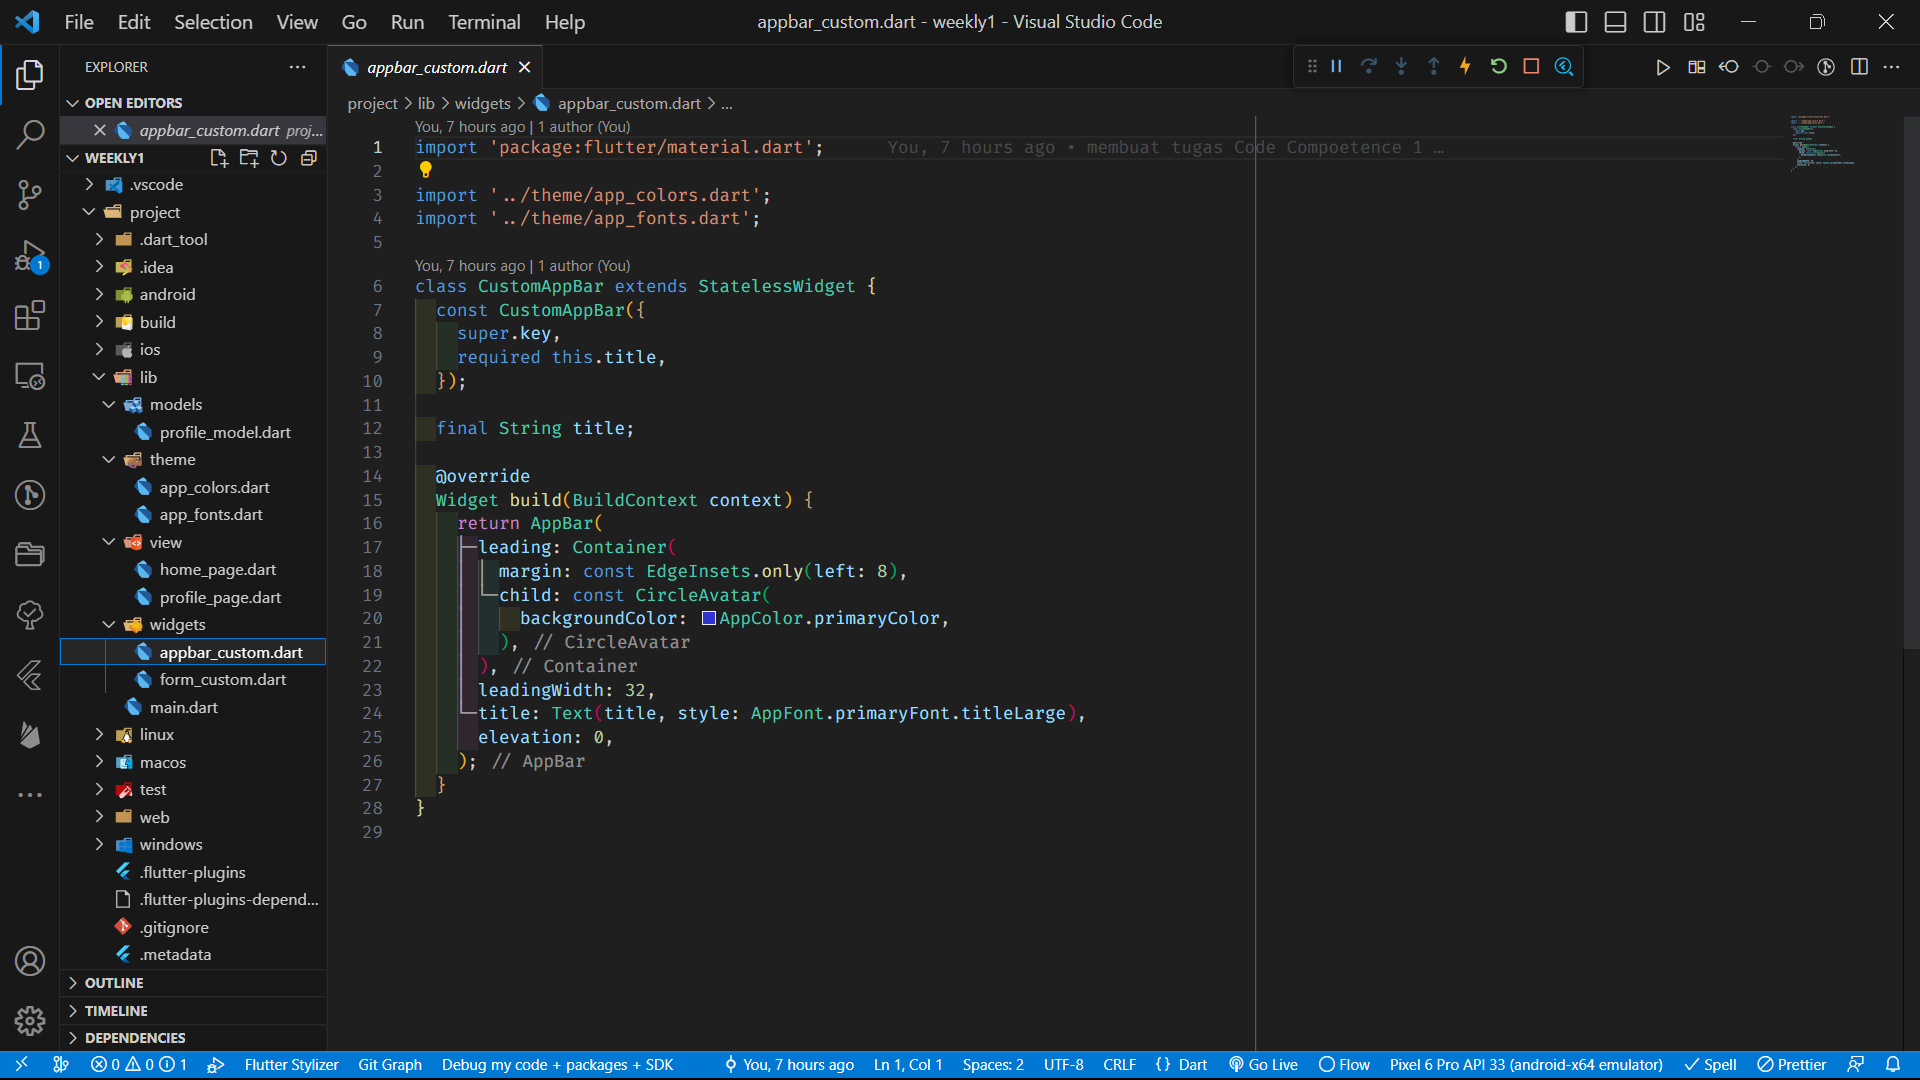 File Edit Selection View Go Run Terminal Help
appbar_custom.dart - weekly1 - Visual Studio Code
EXPLORER
OPEN EDITORS
appbar_custom.dart proj...
WEEKLY1
.vscode
project
.dart_tool
.idea
android
build
ios
lib
models
profile_model.dart
theme
app_colors.dart
app_fonts.dart
view
home_page.dart
profile_page.dart
widgets
appbar_custom.dart
form_custom.dart
main.dart
linux
macos
test
web
windows
.flutter-plugins
.flutter-plugins-depend...
.gitignore
.metadata
OUTLINE
TIMELINE
DEPENDENCIES
1
appbar_custom.dart
project > lib > widgets > appbar_custom.dart > ...
You, 7 hours ago | 1 author (You)
1 import 'package:flutter/material.dart'; You, 7 hours ago • membuat tugas Code Compoetence 1 …
2
3 import '../theme/app_colors.dart';
4 import '../theme/app_fonts.dart';
5
You, 7 hours ago | 1 author (You)
6 class CustomAppBar extends StatelessWidget {
7 const CustomAppBar({
8 super.key,
9 required this.title,
10 });
11
12 final String title;
13
14 @override
15 Widget build(BuildContext context) {
16 return AppBar(
17 leading: Container(
18 margin: const EdgeInsets.only(left: 8),
19 child: const CircleAvatar(
20 backgroundColor: AppColor.primaryColor,
21 ), // CircleAvatar
22 ), // Container
23 leadingWidth: 32,
24 title: Text(title, style: AppFont.primaryFont.titleLarge),
25 elevation: 0,
26 ); // AppBar
27 }
28 }
29
0 0 1 Flutter Stylizer Git Graph Debug my code + packages + SDK You, 7 hours ago Ln 1, Col 1 Spaces: 2 UTF-8 CRLF {} Dart Go Live Flow Pixel 6 Pro API 33 (android-x64 emulator) Spell Prettier